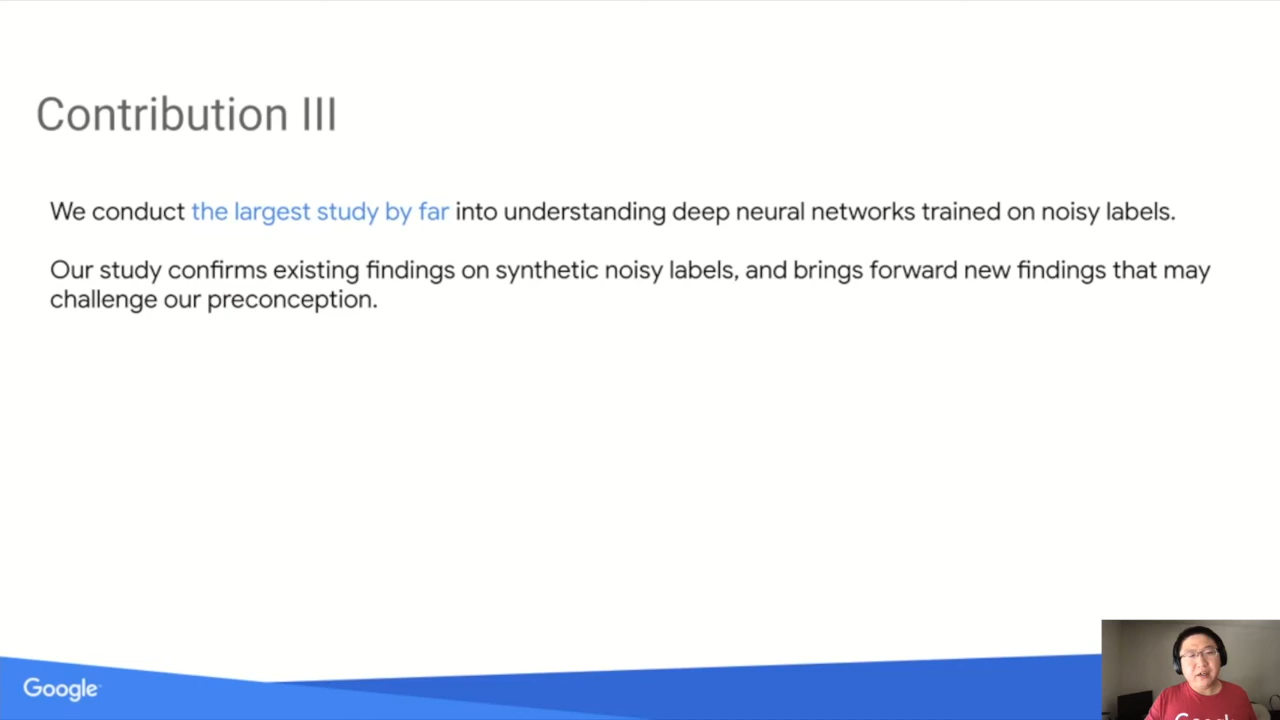 Contribution III
We conduct the largest study by far into understanding deep neural networks trained on noisy labels.
Our study confirms existing findings on synthetic noisy labels, and brings forward new findings that may
challenge our preconception.
Google